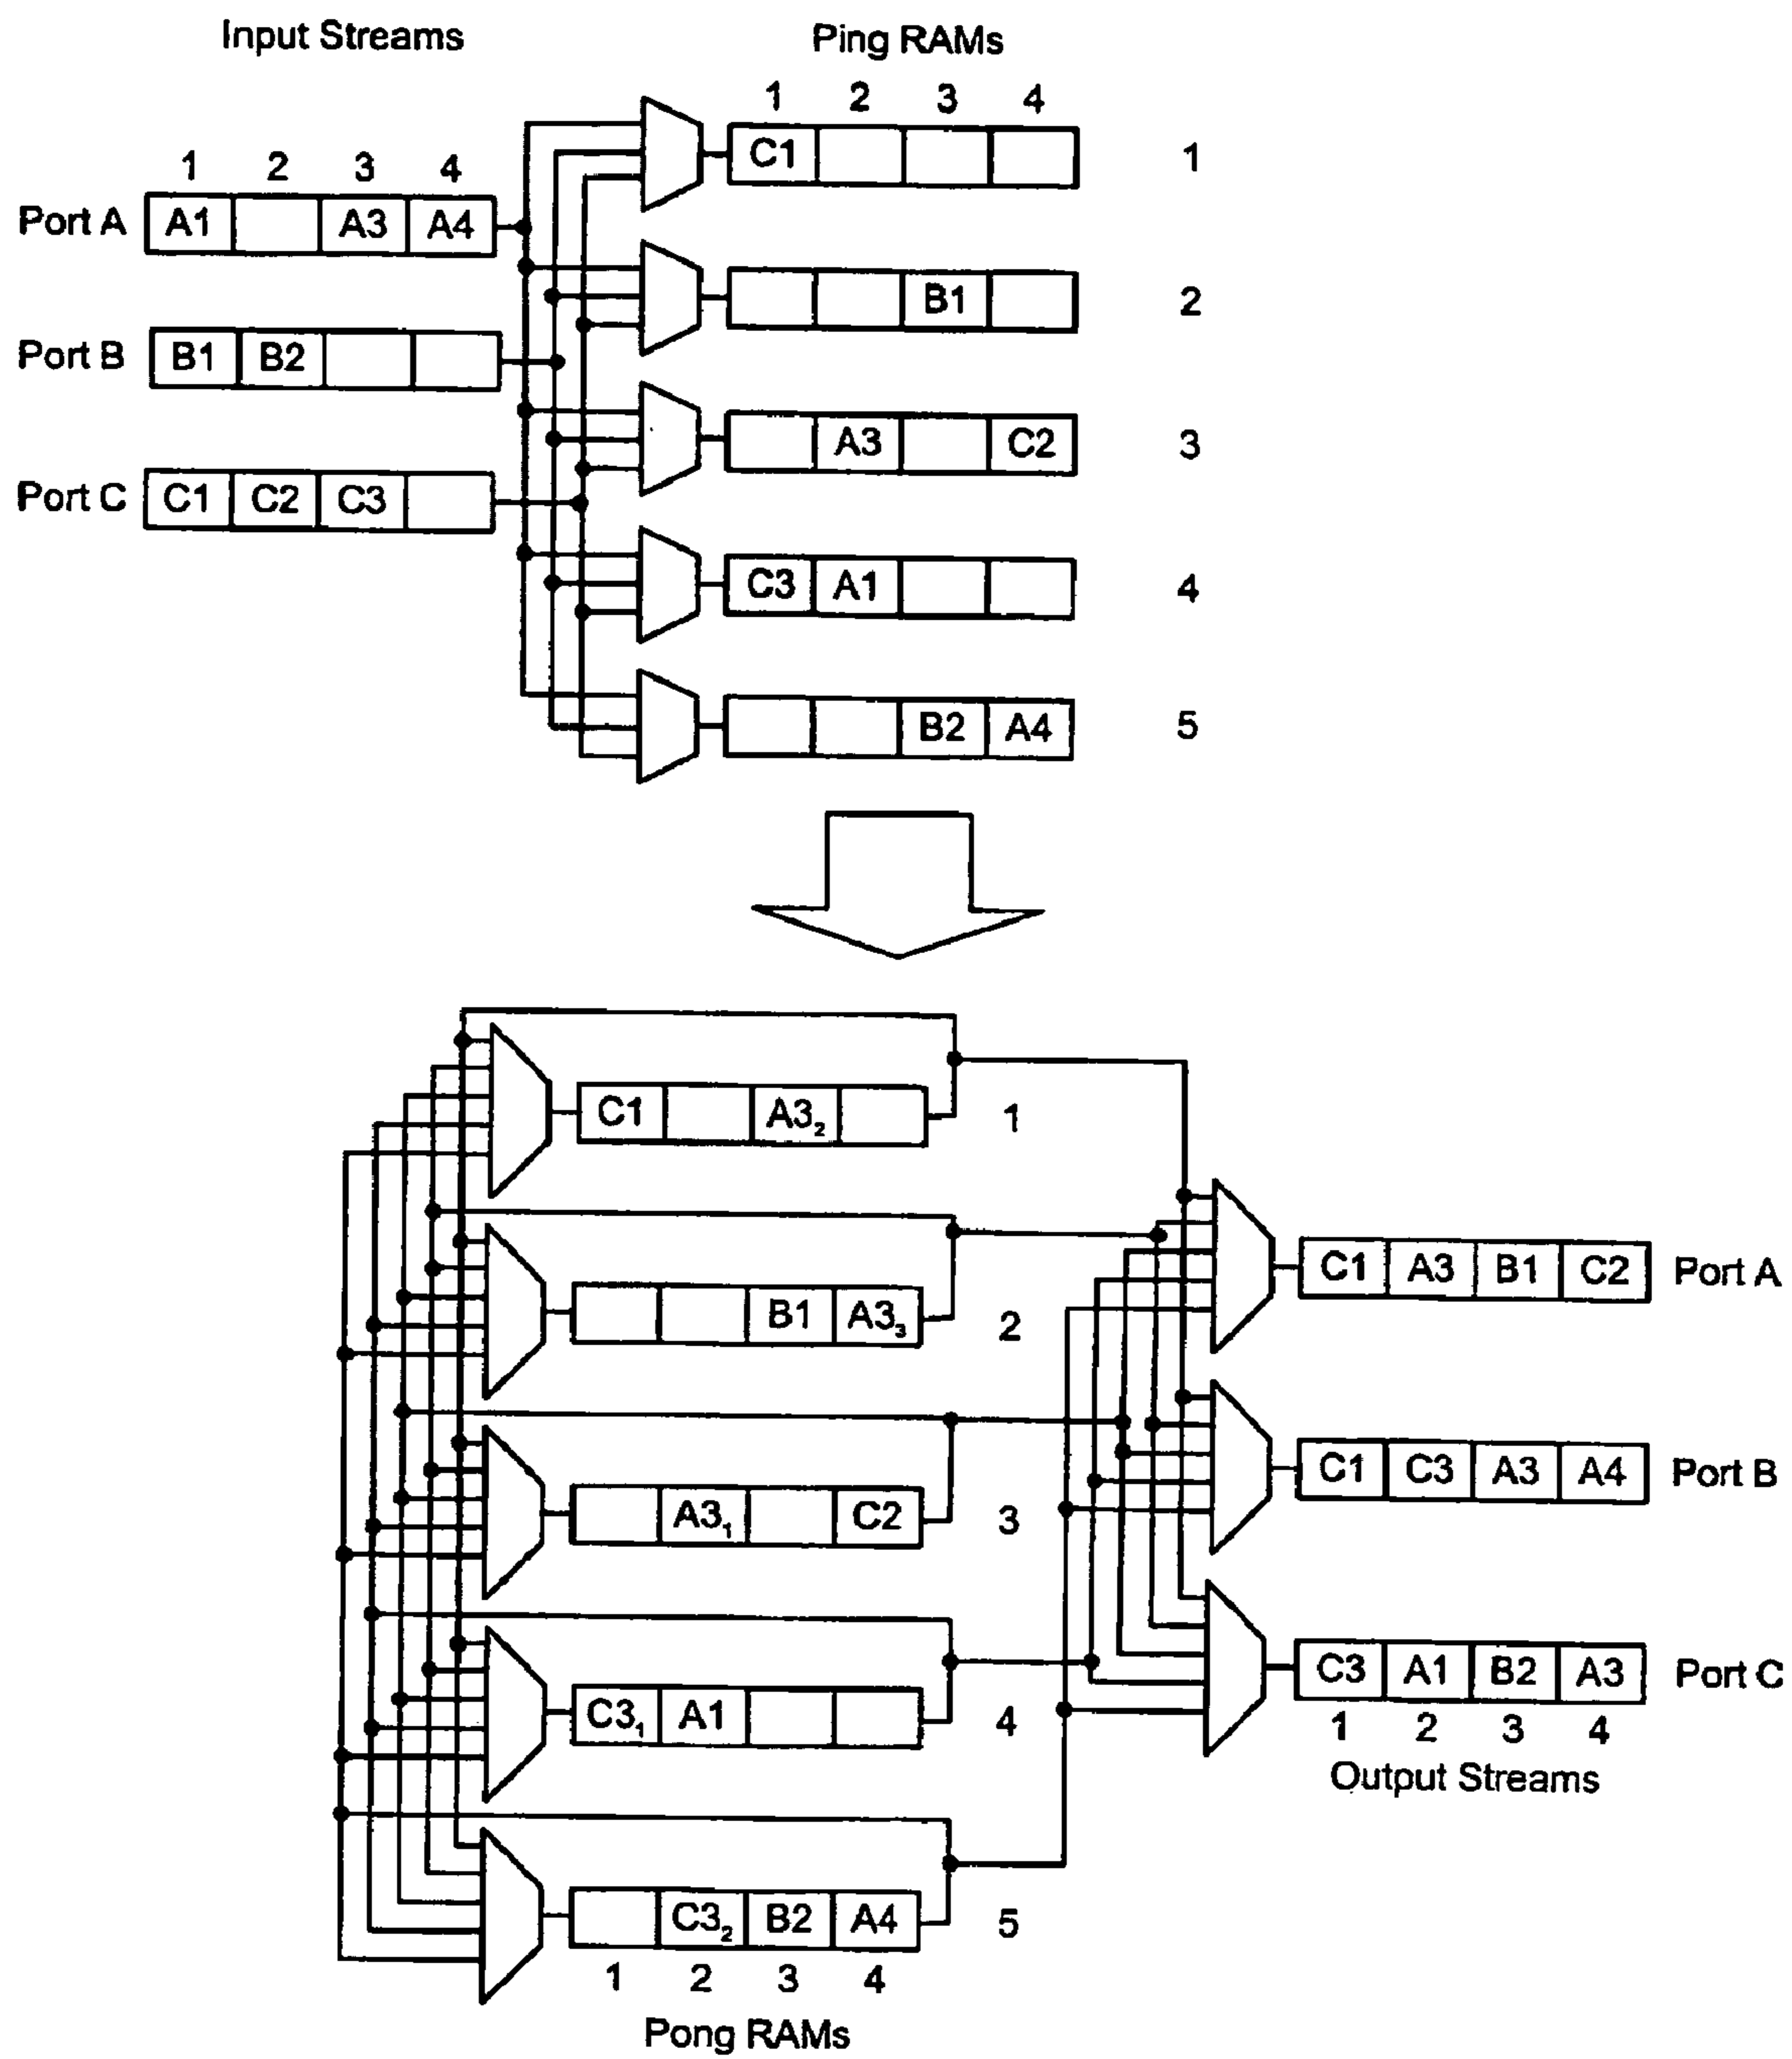 Input Streams
Ping RAMs
1 2 3 4
C1
1
1 2 3 4
Port A A1 A3 A4
B1
2
Port B B1 B2
A3 C2
3
Port C C1 C2 C3
C3 A1
4
B2 A4
5
C1 A3₂
1
B1 A3₃
2
C1 A3 B1 C2 Port A
A3₁ C2
3
C1 C3 A3 A4 Port B
C3₁ A1
4
C3 A1 B2 A3 Port C
1 2 3 4
Output Streams
C3₂ B2 A4
5
1 2 3 4
Pong RAMs